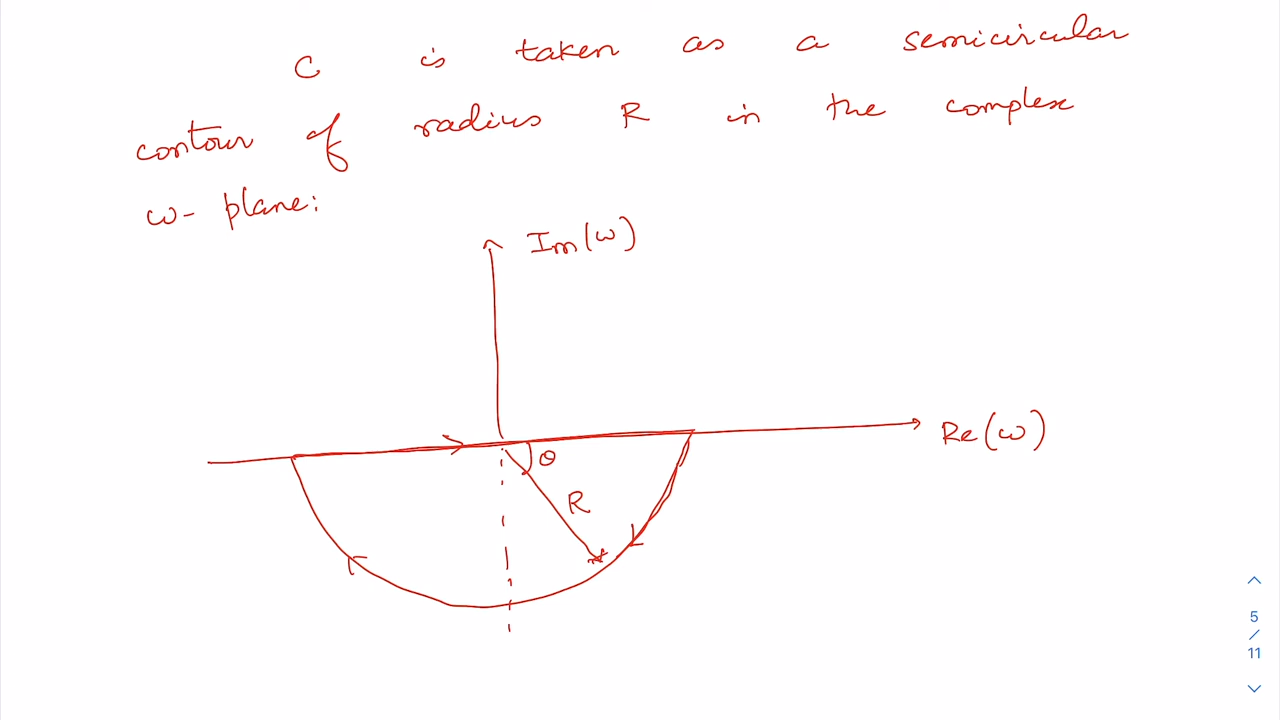 C is taken as a semicircular
contour of radius R in the complex
ω- plane:
Im(ω)
Re(ω)
θ
R
5
/
11